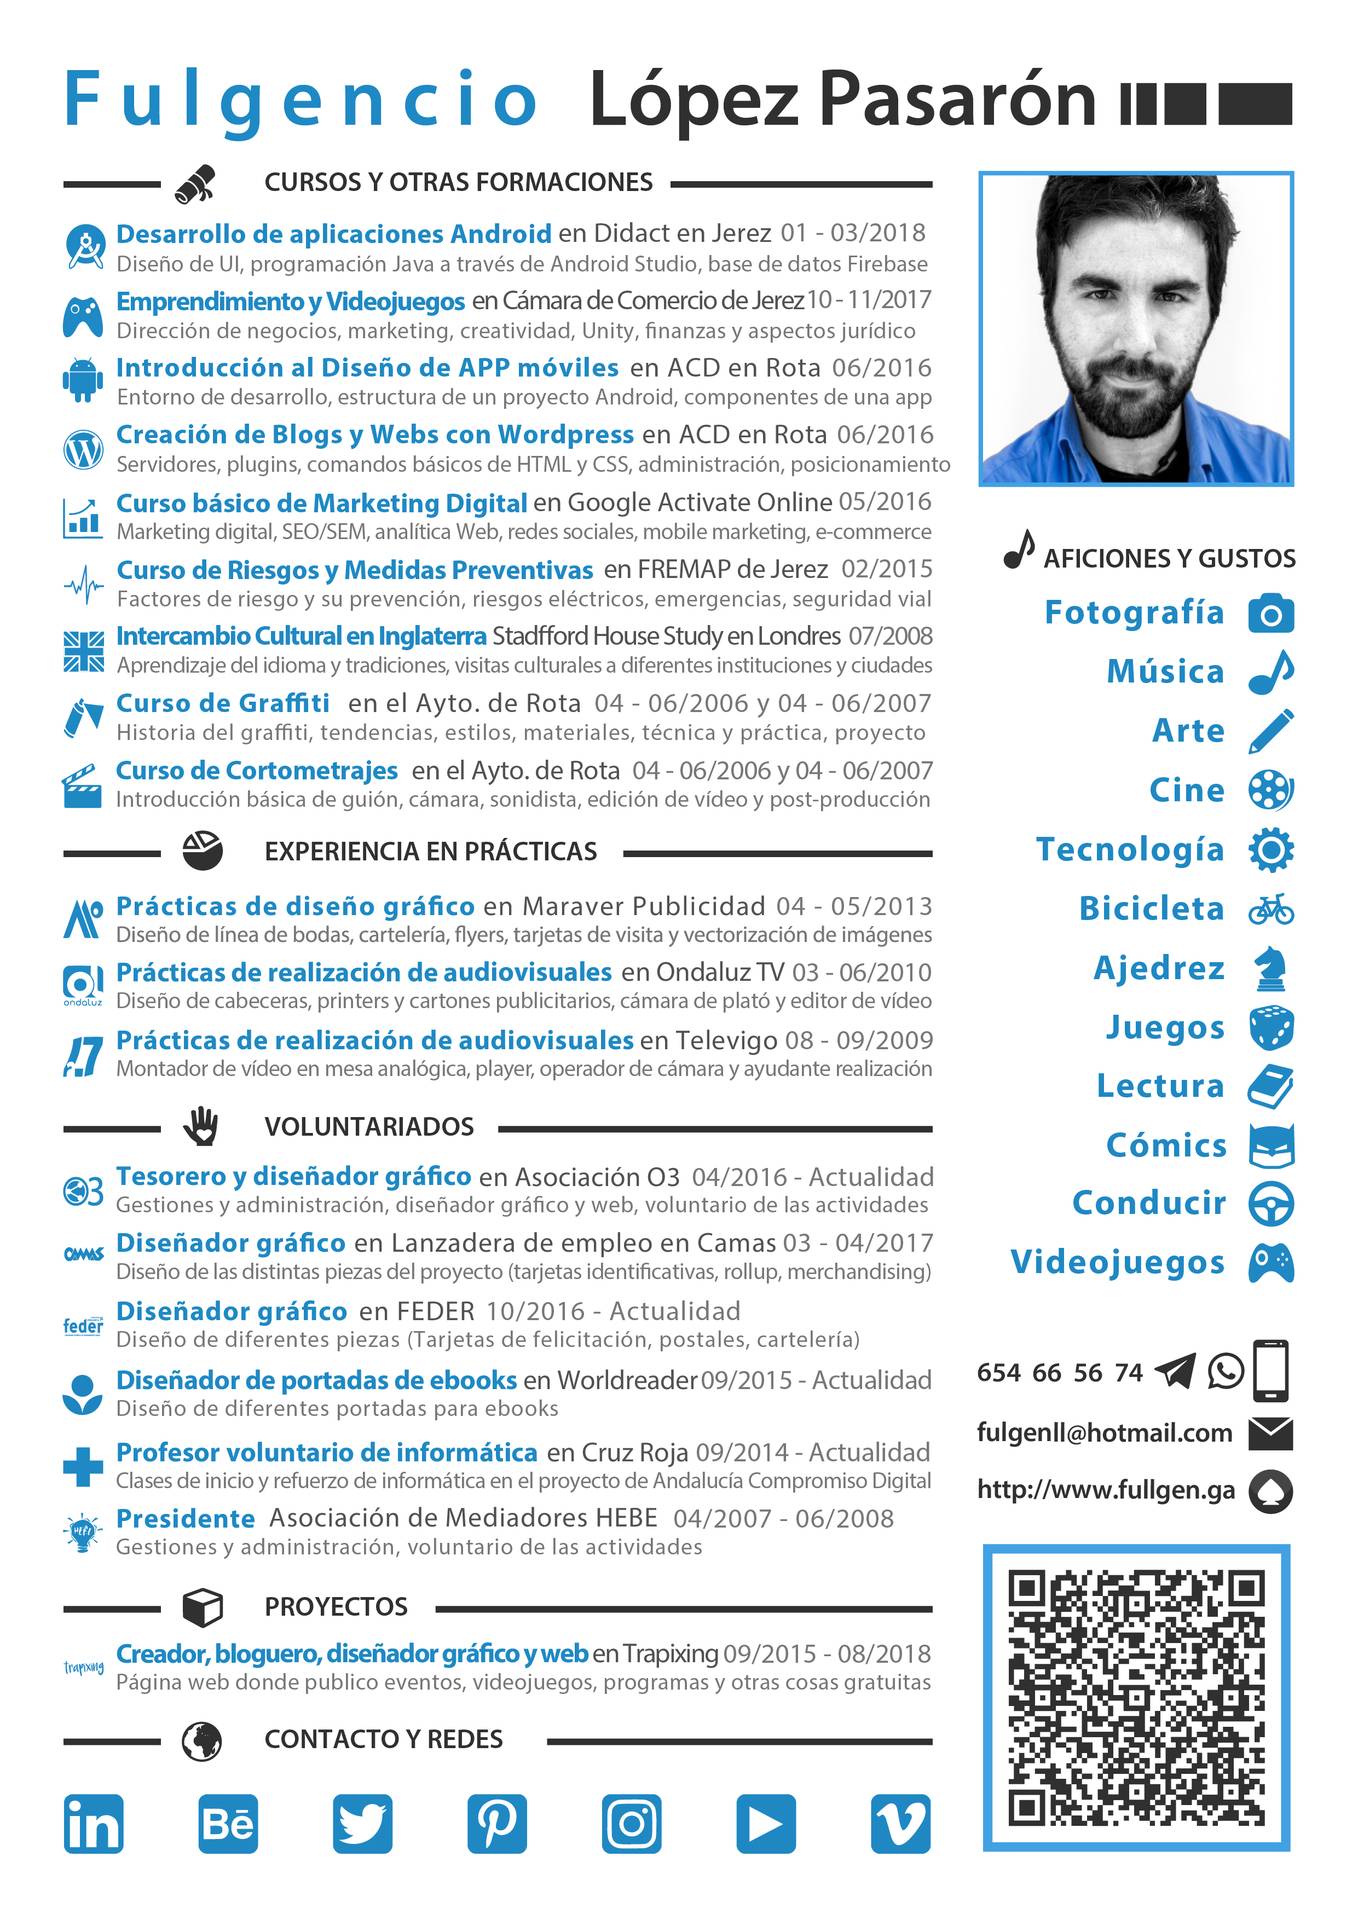 Fulgencio López Pasarón
CURSOS Y OTRAS FORMACIONES
Desarrollo de aplicaciones Android en Didact en Jerez 01 - 03/2018
Diseño de UI, programación Java a través de Android Studio, base de datos Firebase
Emprendimiento y Videojuegos en Cámara de Comercio de Jerez 10 - 11/2017
Dirección de negocios, marketing, creatividad, Unity, finanzas y aspectos jurídico
Introducción al Diseño de APP móviles en ACD en Rota 06/2016
Entorno de desarrollo, estructura de un proyecto Android, componentes de una app
Creación de Blogs y Webs con Wordpress en ACD en Rota 06/2016
Servidores, plugins, comandos básicos de HTML y CSS, administración, posicionamiento
Curso básico de Marketing Digital en Google Activate Online 05/2016
Marketing digital, SEO/SEM, analítica Web, redes sociales, mobile marketing, e-commerce
Curso de Riesgos y Medidas Preventivas en FREMAP de Jerez 02/2015
Factores de riesgo y su prevención, riesgos eléctricos, emergencias, seguridad vial
Intercambio Cultural en Inglaterra Stadfford House Study en Londres 07/2008
Aprendizaje del idioma y tradiciones, visitas culturales a diferentes instituciones y ciudades
Curso de Graffiti en el Ayto. de Rota 04 - 06/2006 y 04 - 06/2007
Historia del graffiti, tendencias, estilos, materiales, técnica y práctica, proyecto
Curso de Cortometrajes en el Ayto. de Rota 04 - 06/2006 y 04 - 06/2007
Introducción básica de guión, cámara, sonidista, edición de vídeo y post-producción
EXPERIENCIA EN PRÁCTICAS
Prácticas de diseño gráfico en Maraver Publicidad 04 - 05/2013
Diseño de línea de bodas, cartelería, flyers, tarjetas de visita y vectorización de imágenes
ondaluz
Prácticas de realización de audiovisuales en Ondaluz TV 03 - 06/2010
Diseño de cabeceras, printers y cartones publicitarios, cámara de plató y editor de vídeo
Prácticas de realización de audiovisuales en Televigo 08 - 09/2009
Montador de vídeo en mesa analógica, player, operador de cámara y ayudante realización
VOLUNTARIADOS
3
Tesorero y diseñador gráfico en Asociación O3 04/2016 - Actualidad
Gestiones y administración, diseñador gráfico y web, voluntario de las actividades
CAMAS
Diseñador gráfico en Lanzadera de empleo en Camas 03 - 04/2017
Diseño de las distintas piezas del proyecto (tarjetas identificativas, rollup, merchandising)
feder
Diseñador gráfico en FEDER 10/2016 - Actualidad
Diseño de diferentes piezas (Tarjetas de felicitación, postales, cartelería)
Diseñador de portadas de ebooks en Worldreader 09/2015 - Actualidad
Diseño de diferentes portadas para ebooks
Profesor voluntario de informática en Cruz Roja 09/2014 - Actualidad
Clases de inicio y refuerzo de informática en el proyecto de Andalucía Compromiso Digital
HEBE
Presidente Asociación de Mediadores HEBE 04/2007 - 06/2008
Gestiones y administración, voluntario de las actividades
PROYECTOS
trapixing
Creador, bloguero, diseñador gráfico y web en Trapixing 09/2015 - 08/2018
Página web donde publico eventos, videojuegos, programas y otras cosas gratuitas
CONTACTO Y REDES
in
Bē
AFICIONES Y GUSTOS
Fotografía
Música
Arte
Cine
Tecnología
Bicicleta
Ajedrez
Juegos
Lectura
Cómics
Conducir
Videojuegos
654 66 56 74
fulgenll@hotmail.com
http://www.fullgen.ga